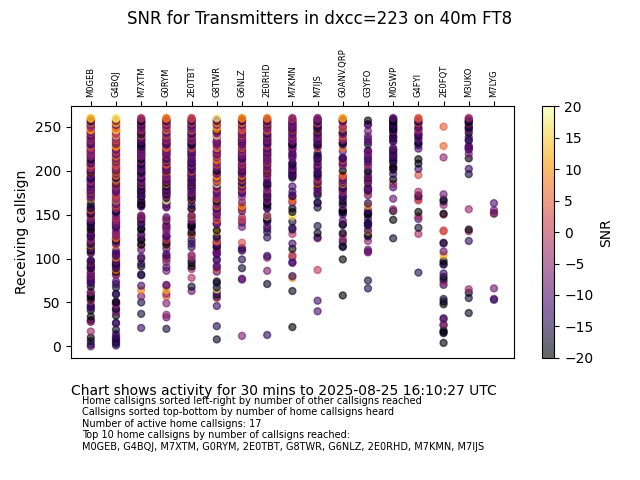 SNR for Transmitters in dxcc=223 on 40m FT8
M0GEB G4BQJ M7XTM G0RYM 2E0TBT G8TWR G6NLZ 2E0RHD M7KMN M7IJS G0ANV.QRP G3YFO M0SWP G4FYI 2E0FQT M3UKO M7LYG
250
200
150
100
50
0
Receiving callsign
20
15
10
5
0
−5
−10
−15
−20
SNR
Chart shows activity for 30 mins to 2025-08-25 16:10:27 UTC
Home callsigns sorted left-right by number of other callsigns reached
Callsigns sorted top-bottom by number of home callsigns heard
Number of active home callsigns: 17
Top 10 home callsigns by number of callsigns reached:
M0GEB, G4BQJ, M7XTM, G0RYM, 2E0TBT, G8TWR, G6NLZ, 2E0RHD, M7KMN, M7IJS